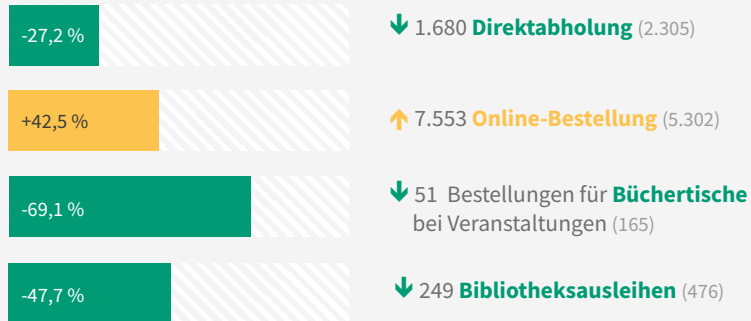 -27,2 %
1.680 Direktabholung (2.305)
+42,5 %
7.553 Online-Bestellung (5.302)
-69,1 %
51 Bestellungen für Büchertische
bei Veranstaltungen (165)
-47,7 %
249 Bibliotheksausleihen (476)